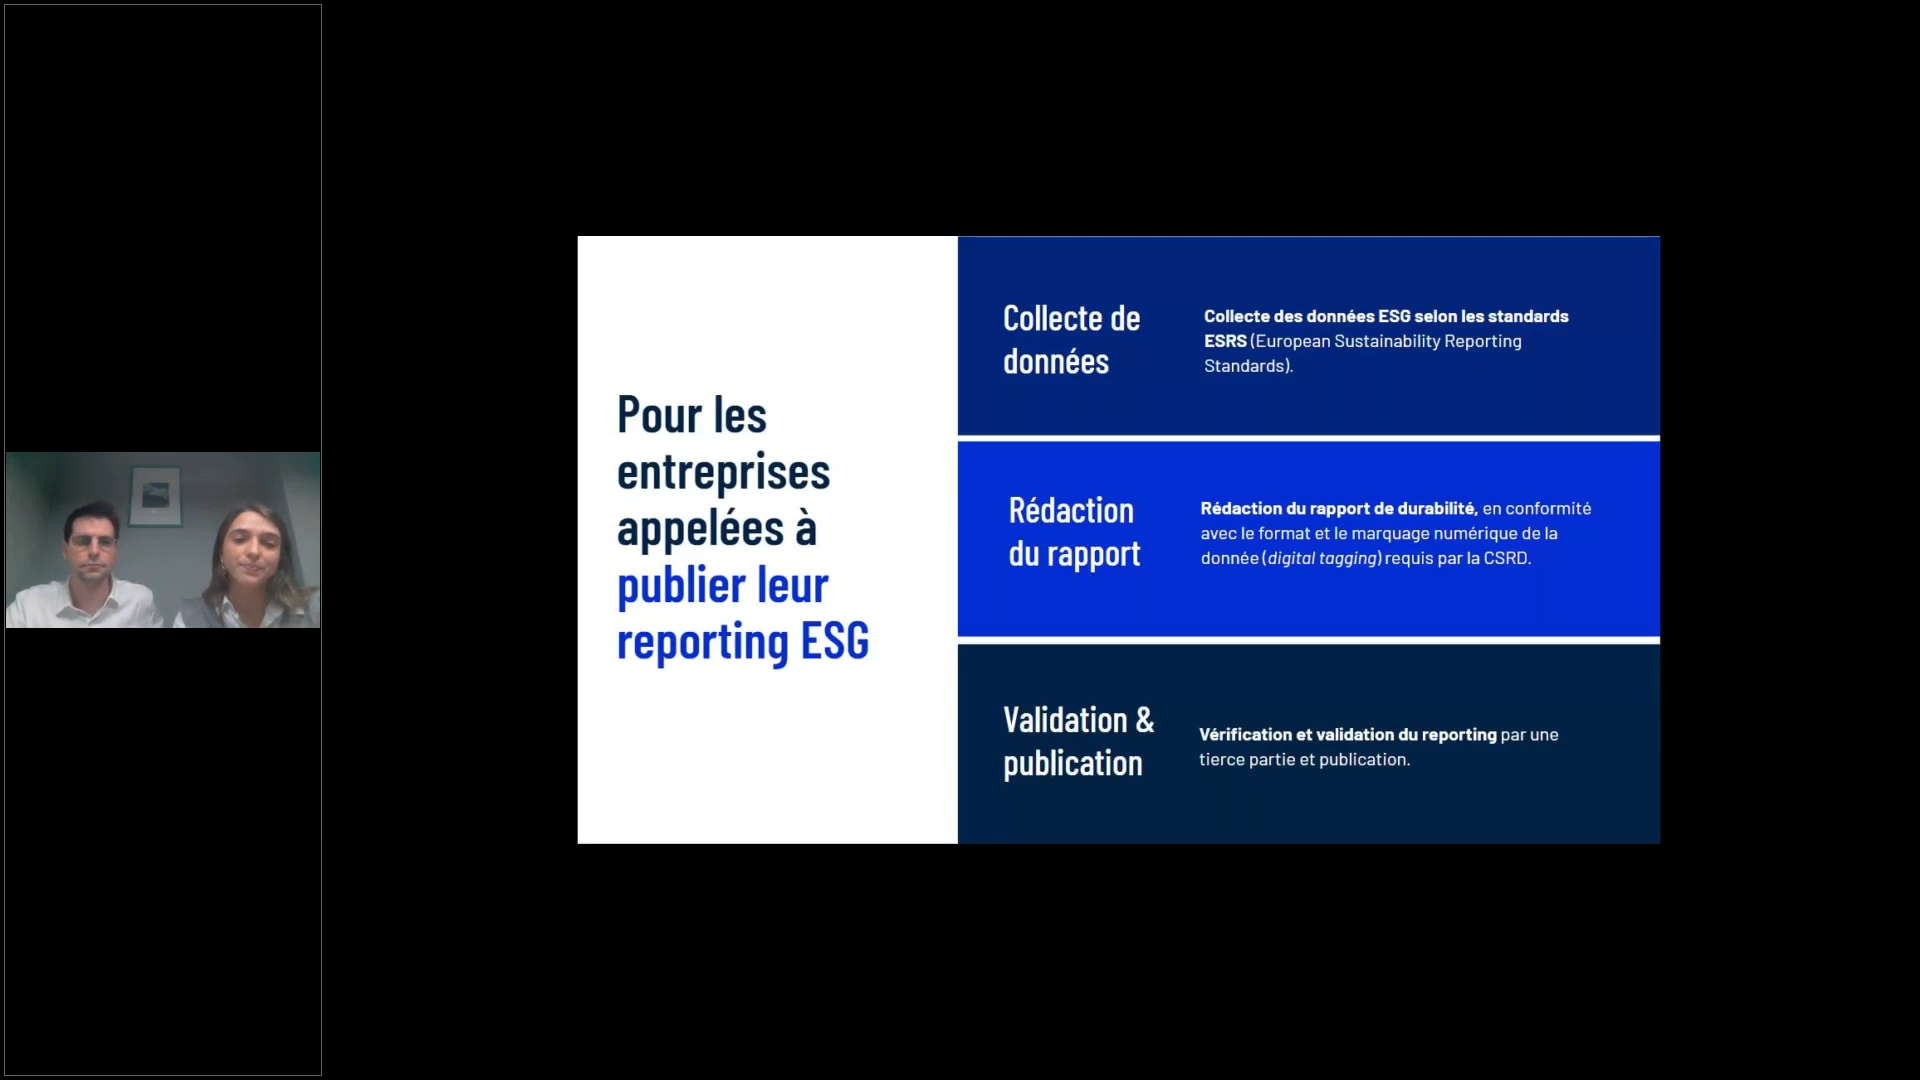 Pour les
entreprises
appelées à
publier leur
reporting ESG
Collecte de
données
Collecte des données ESG selon les standards
ESRS (European Sustainability Reporting
Standards).
Rédaction
du rapport
Rédaction du rapport de durabilité, en conformité
avec le format et le marquage numérique de la
donnée (digital tagging) requis par la CSRD.
Validation &
publication
Vérification et validation du reporting par une
tierce partie et publication.